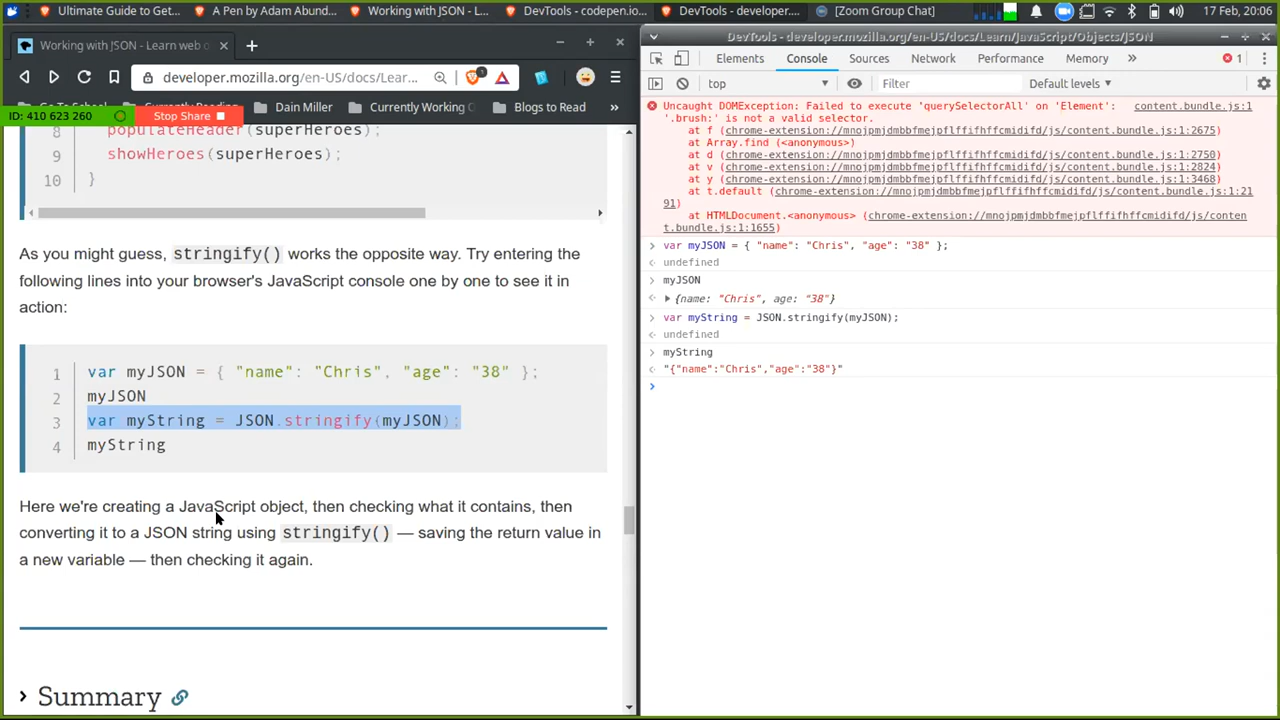 Ultimate Guide to Get...
A Pen by Adam Abund...
Working with JSON - L...
DevTools - codepen.io...
DevTools - developer....
[Zoom Group Chat]
17 Feb, 20:06
Working with JSON - Learn web d
developer.mozilla.org/en-US/docs/Lear...
1
Go To School
Currently Reading
Dain Miller
Currently Working O
Blogs to Read
»
ID: 410 623 260
Stop Share
8 populateHeader(superHeroes);
9 showHeroes(superHeroes);
10 }
As you might guess, stringify() works the opposite way. Try entering the
following lines into your browser's JavaScript console one by one to see it in
action:
1 var myJSON = { "name": "Chris", "age": "38" };
2 myJSON
3 var myString = JSON.stringify(myJSON);
4 myString
Here we're creating a JavaScript object, then checking what it contains, then
converting it to a JSON string using stringify() — saving the return value in
a new variable — then checking it again.
Summary
DevTools - developer.mozilla.org/en-US/docs/Learn/JavaScript/Objects/JSON
Elements Console Sources Network Performance Memory » 1
top Filter Default levels
Uncaught DOMException: Failed to execute 'querySelectorAll' on 'Element': content.bundle.js:1
'.brush:' is not a valid selector.
at f (chrome-extension://mnojpmjdmbbfmejpflffifhffcmidifd/js/content.bundle.js:1:2675)
at Array.find (<anonymous>)
at d (chrome-extension://mnojpmjdmbbfmejpflffifhffcmidifd/js/content.bundle.js:1:2750)
at v (chrome-extension://mnojpmjdmbbfmejpflffifhffcmidifd/js/content.bundle.js:1:2824)
at y (chrome-extension://mnojpmjdmbbfmejpflffifhffcmidifd/js/content.bundle.js:1:3468)
at t.default (chrome-extension://mnojpmjdmbbfmejpflffifhffcmidifd/js/content.bundle.js:1:21
91)
at HTMLDocument.<anonymous> (chrome-extension://mnojpmjdmbbfmejpflffifhffcmidifd/js/conten
t.bundle.js:1:1655)
var myJSON = { "name": "Chris", "age": "38" };
undefined
myJSON
{name: "Chris", age: "38"}
var myString = JSON.stringify(myJSON);
undefined
myString
"{"name":"Chris","age":"38"}"